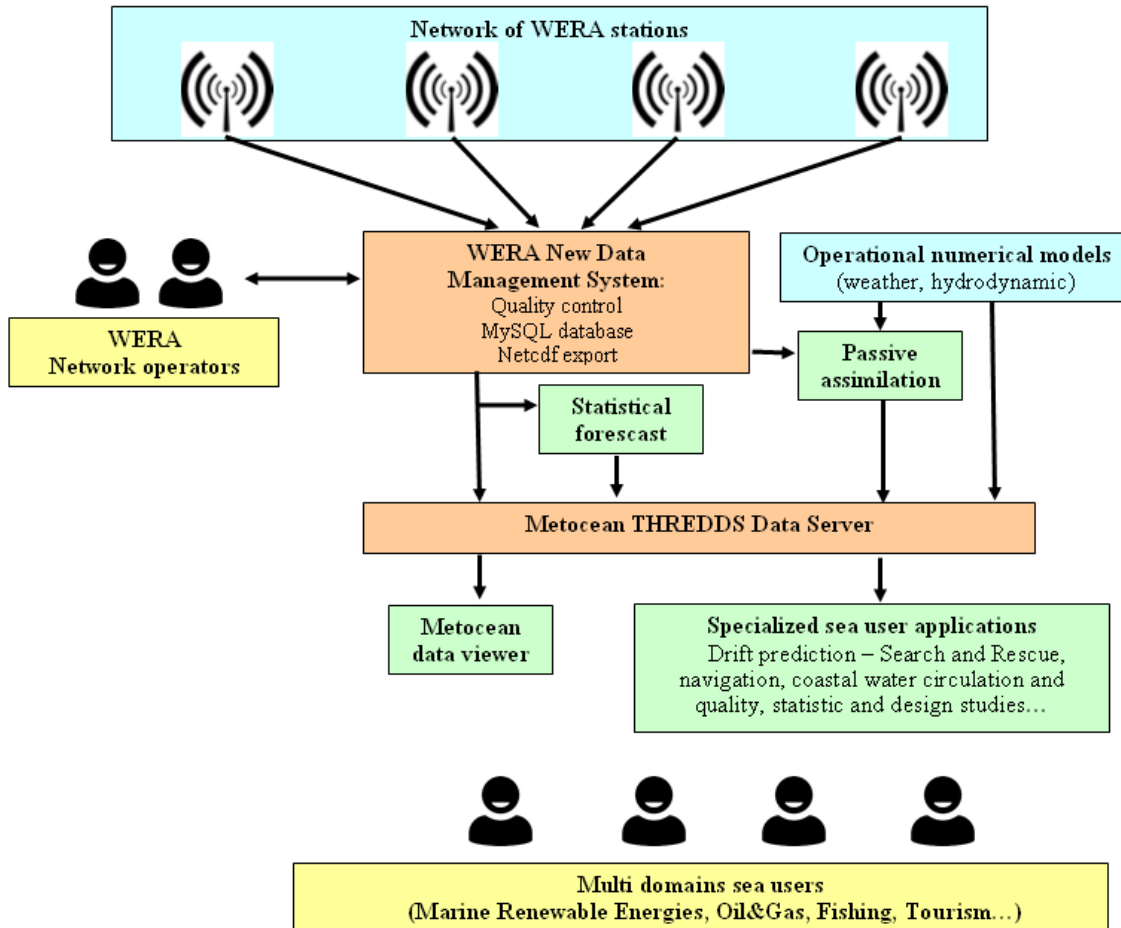 Network of WERA stations
WERA New Data
Management System:
Quality control
MySQL database
Netcdf export
Operational numerical models
(weather, hydrodynamic)
WERA
Network operators
Passive
assimilation
Statistical
forescast
Metocean THREDDS Data Server
Metocean
data viewer
Specialized sea user applications
Drift prediction – Search and Rescue,
navigation, coastal water circulation and
quality, statistic and design studies…
Multi domains sea users
(Marine Renewable Energies, Oil&Gas, Fishing, Tourism…)